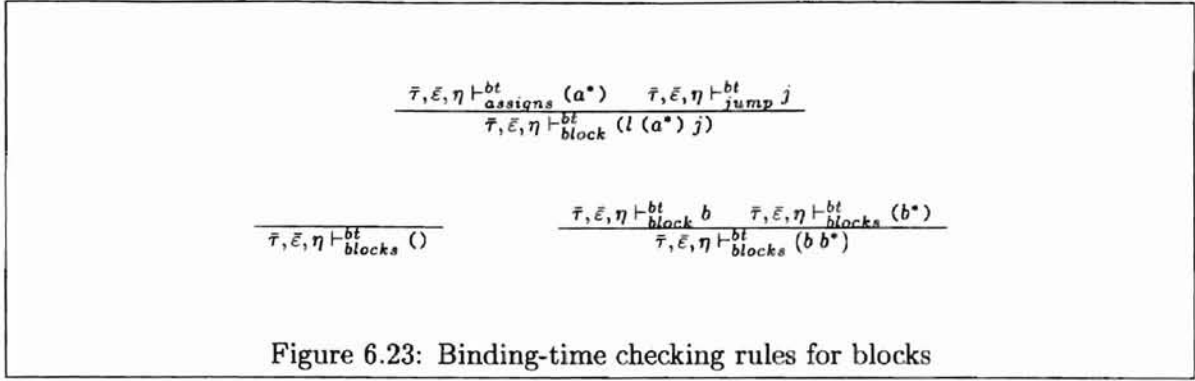 τ̄, ε̄, η ⊢^{bt}_{assigns} (a*)    τ̄, ε̄, η ⊢^{bt}_{jump} j
τ̄, ε̄, η ⊢^{bt}_{block} (l (a*) j)
τ̄, ε̄, η ⊢^{bt}_{block} b    τ̄, ε̄, η ⊢^{bt}_{blocks} (b*)
τ̄, ε̄, η ⊢^{bt}_{blocks} ()    τ̄, ε̄, η ⊢^{bt}_{blocks} (b b*)
Figure 6.23: Binding-time checking rules for blocks